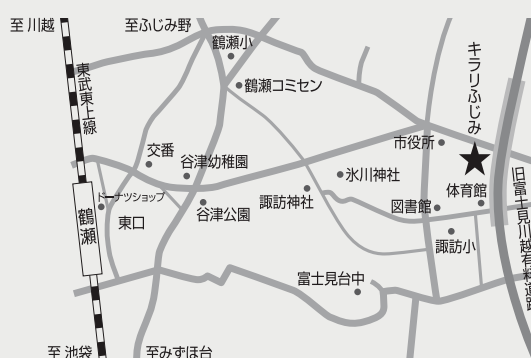 至 川越
至ふじみ野
鶴瀬小
キラリふじみ
東武東上線
鶴瀬コミセン
市役所
交番
谷津幼稚園
氷川神社
体育館
旧富士見川越有料道路
ドーナツショップ
諏訪神社
図書館
鶴瀬
東口
谷津公園
諏訪小
富士見台中
至 池袋
至みずほ台